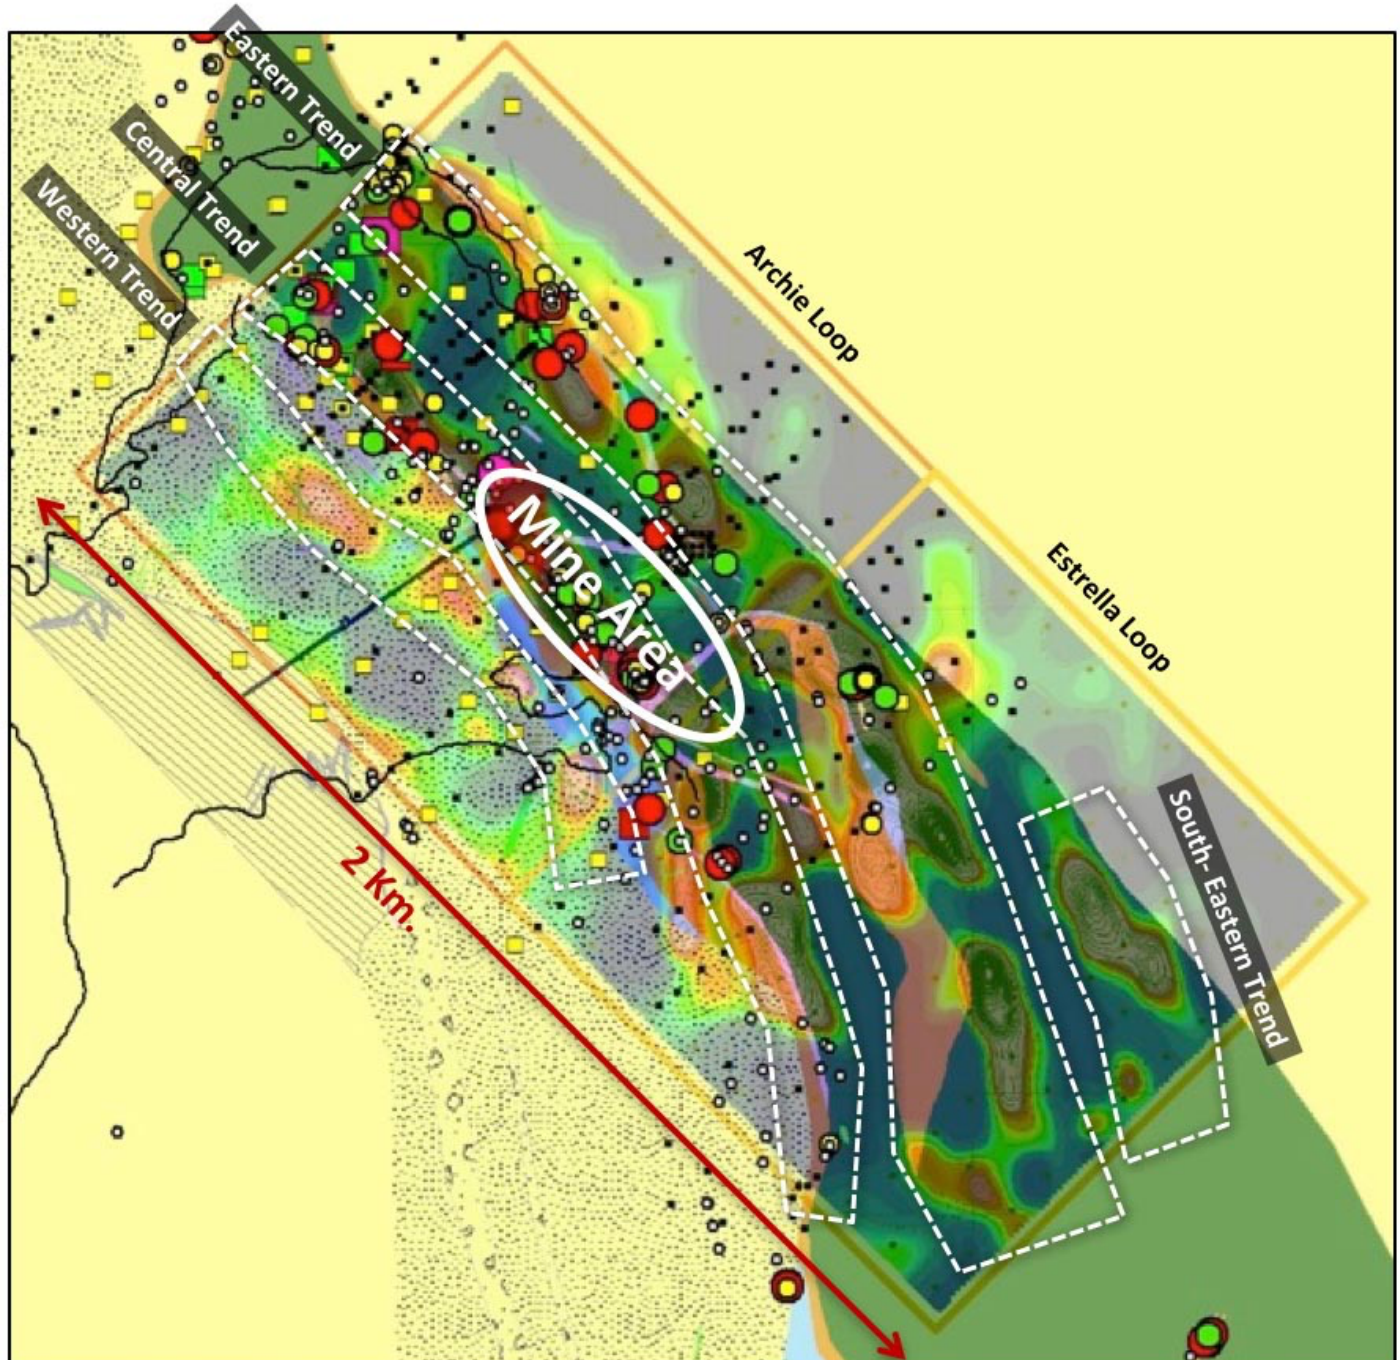 Eastern Trend
Central Trend
Western Trend
Archie Loop
Estrella Loop
Mine Area
2 Km.
South- Eastern Trend